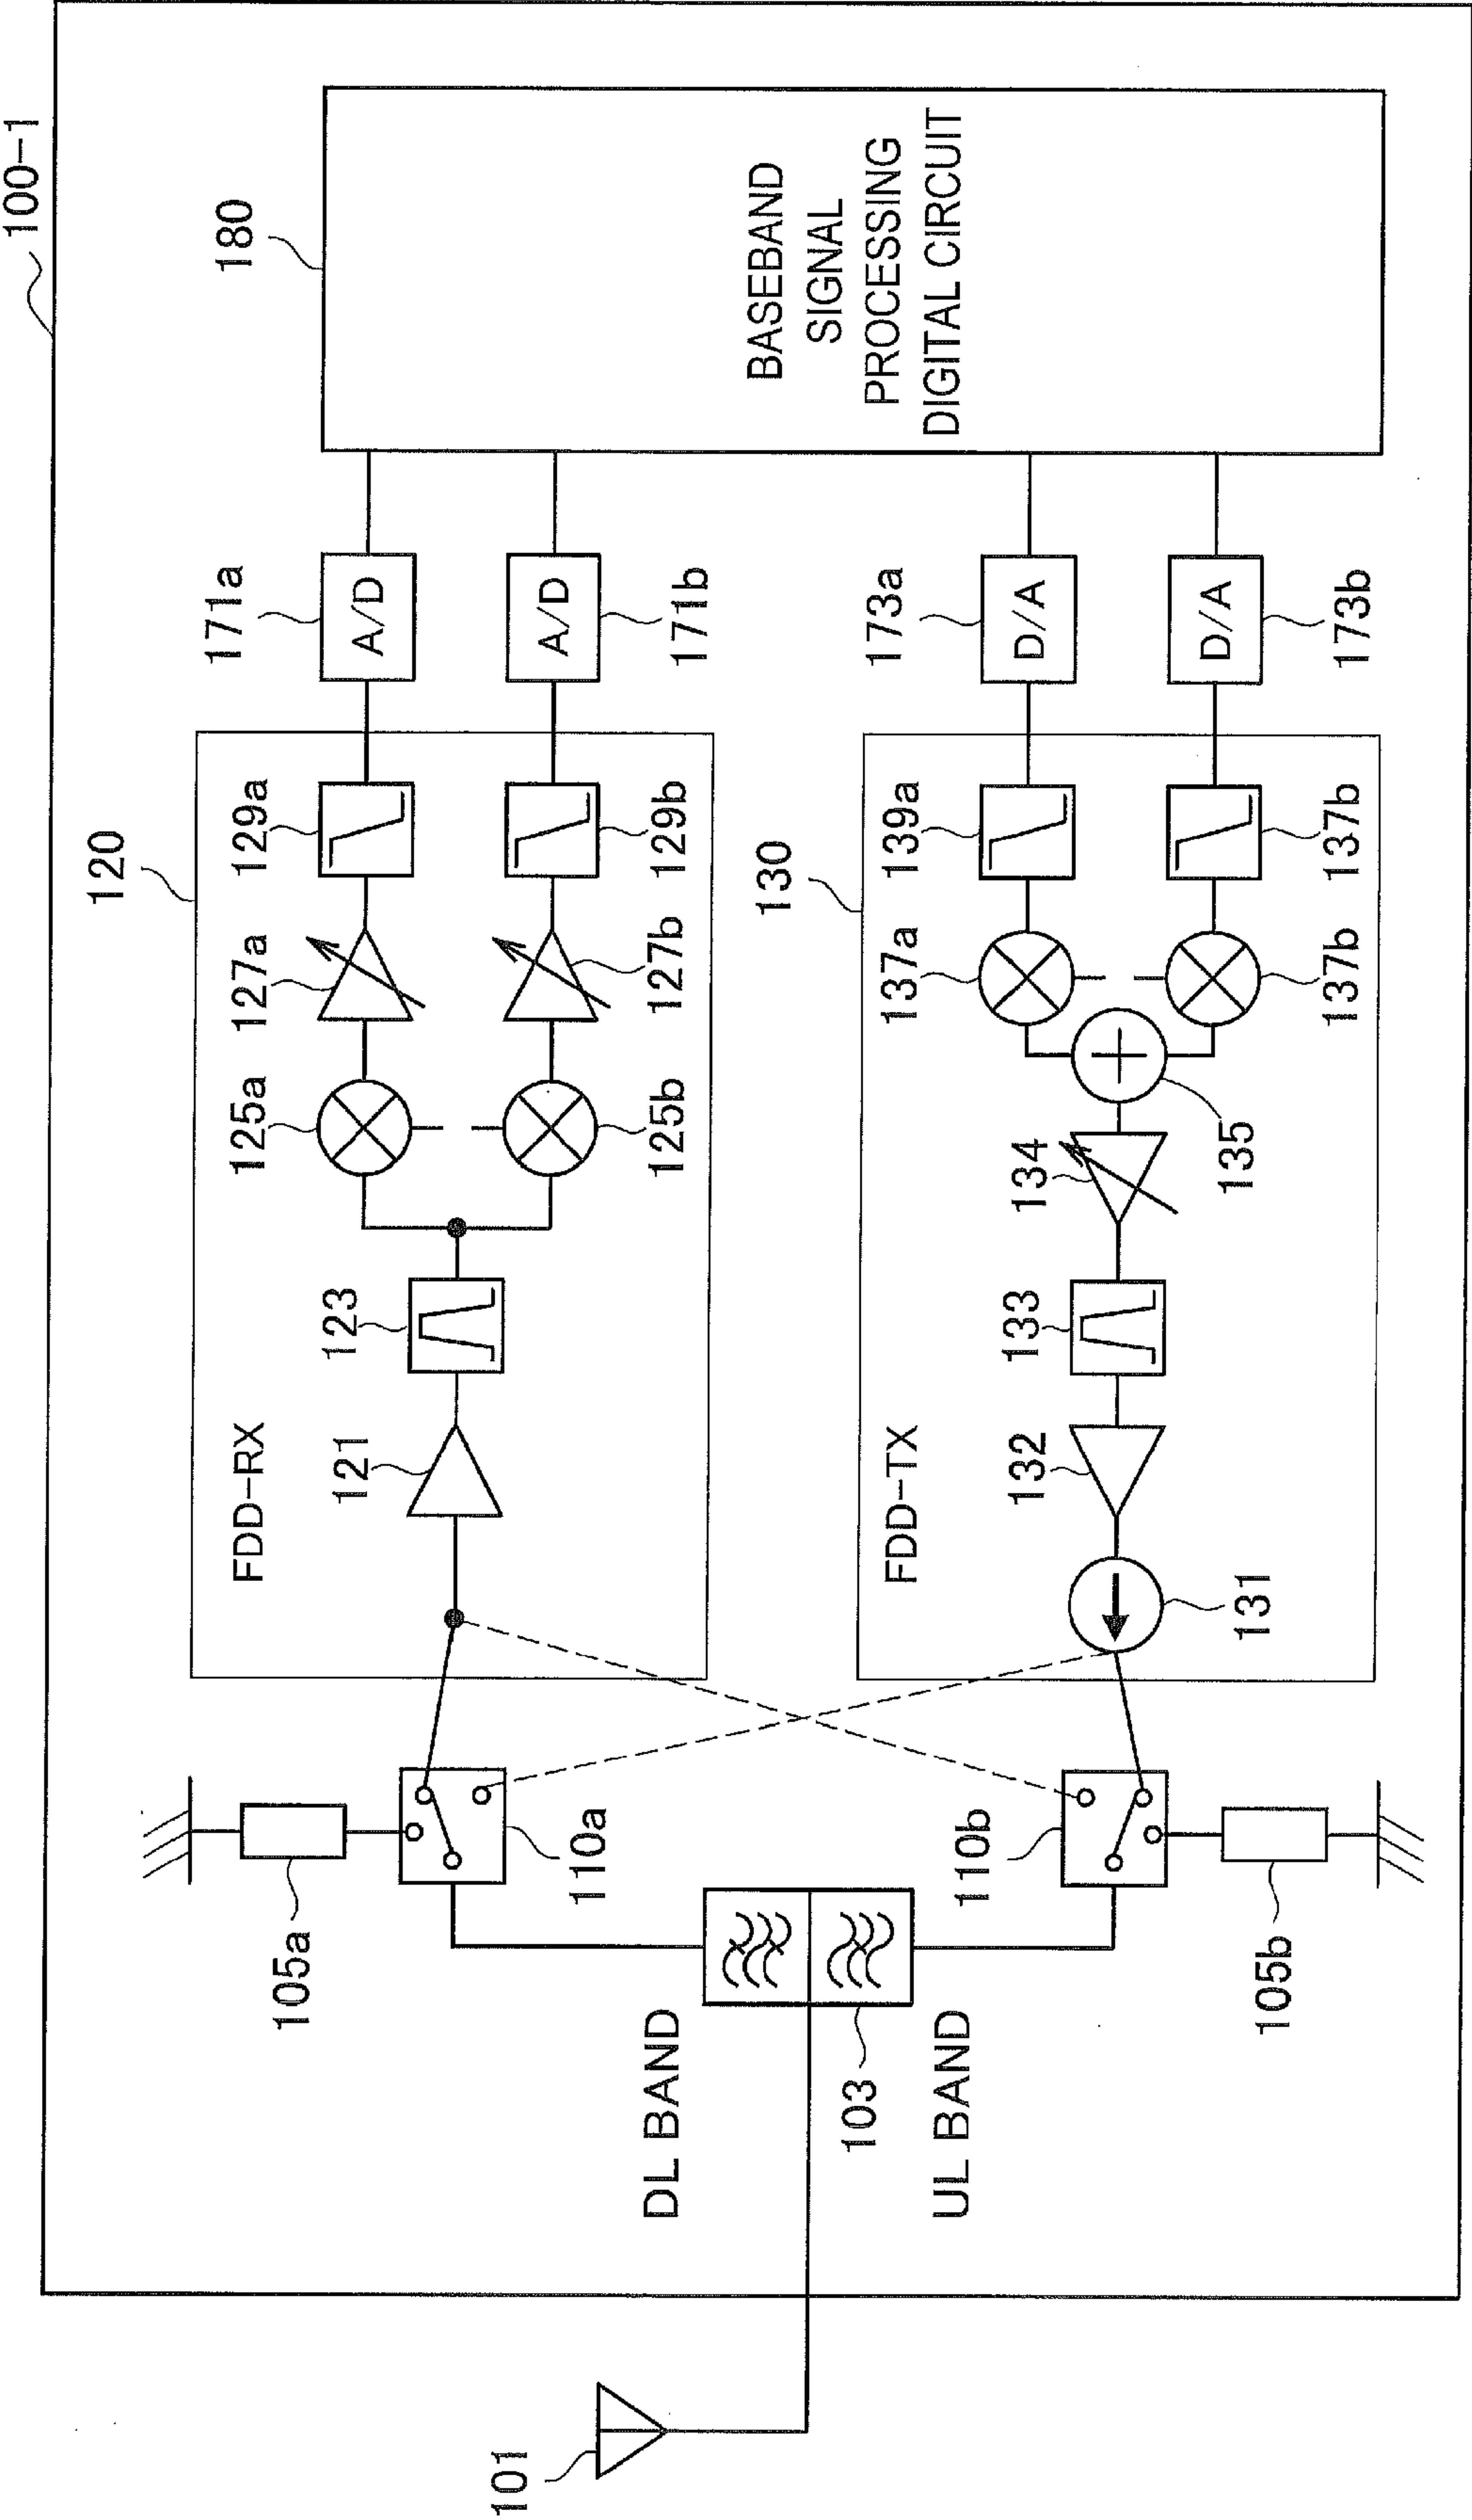 100-1
180
BASEBAND
SIGNAL
PROCESSING
DIGITAL CIRCUIT
171a
A/D
A/D
171b
173a
D/A
D/A
173b
120
FDD-RX
121
123
125a
125b
127a
127b
129a
129b
130
FDD-TX
131
132
133
134
135
137a
137b
139a
137b
105a
110a
110b
105b
DL BAND
103
UL BAND
101